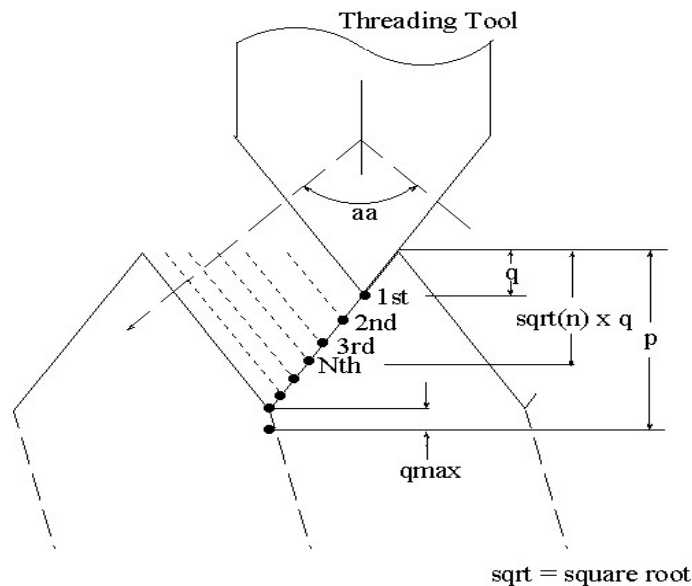 Threading Tool
aa
q
1st
sqrt(n) x q
2nd
p
3rd
Nth
qmax
sqrt = square root